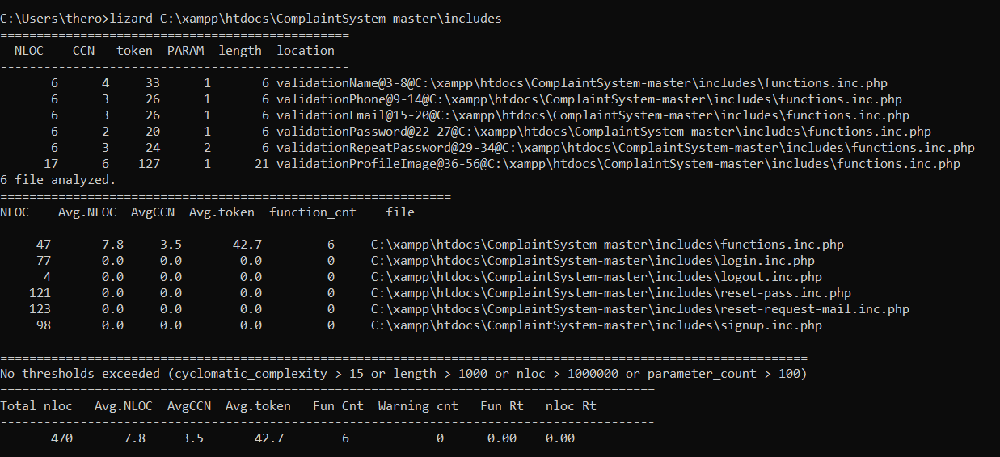 C:\Users\thero>lizard C:\xampp\htdocs\ComplaintSystem-master\includes
================================================
  NLOC    CCN   token  PARAM  length  location
------------------------------------------------
       6      4     33      1       6 validationName@3-8@C:\xampp\htdocs\ComplaintSystem-master\includes\functions.inc.php
       6      3     26      1       6 validationPhone@9-14@C:\xampp\htdocs\ComplaintSystem-master\includes\functions.inc.php
       6      3     26      1       6 validationEmail@15-20@C:\xampp\htdocs\ComplaintSystem-master\includes\functions.inc.php
       6      2     20      1       6 validationPassword@22-27@C:\xampp\htdocs\ComplaintSystem-master\includes\functions.inc.php
       6      3     24      2       6 validationRepeatPassword@29-34@C:\xampp\htdocs\ComplaintSystem-master\includes\functions.inc.php
      17      6    127      1      21 validationProfileImage@36-56@C:\xampp\htdocs\ComplaintSystem-master\includes\functions.inc.php
6 file analyzed.
==============================================================
NLOC    Avg.NLOC  AvgCCN  Avg.token  function_cnt    file
--------------------------------------------------------------
     47       7.8     3.5       42.7         6     C:\xampp\htdocs\ComplaintSystem-master\includes\functions.inc.php
     77       0.0     0.0        0.0         0     C:\xampp\htdocs\ComplaintSystem-master\includes\login.inc.php
      4       0.0     0.0        0.0         0     C:\xampp\htdocs\ComplaintSystem-master\includes\logout.inc.php
    121       0.0     0.0        0.0         0     C:\xampp\htdocs\ComplaintSystem-master\includes\reset-pass.inc.php
    123       0.0     0.0        0.0         0     C:\xampp\htdocs\ComplaintSystem-master\includes\reset-request-mail.inc.php
     98       0.0     0.0        0.0         0     C:\xampp\htdocs\ComplaintSystem-master\includes\signup.inc.php
===============================================================================================================
No thresholds exceeded (cyclomatic_complexity > 15 or length > 1000 or nloc > 1000000 or parameter_count > 100)
==========================================================================================
Total nloc   Avg.NLOC  AvgCCN  Avg.token   Fun Cnt  Warning cnt   Fun Rt   nloc Rt
------------------------------------------------------------------------------------------
       470       7.8     3.5       42.7        6            0      0.00    0.00